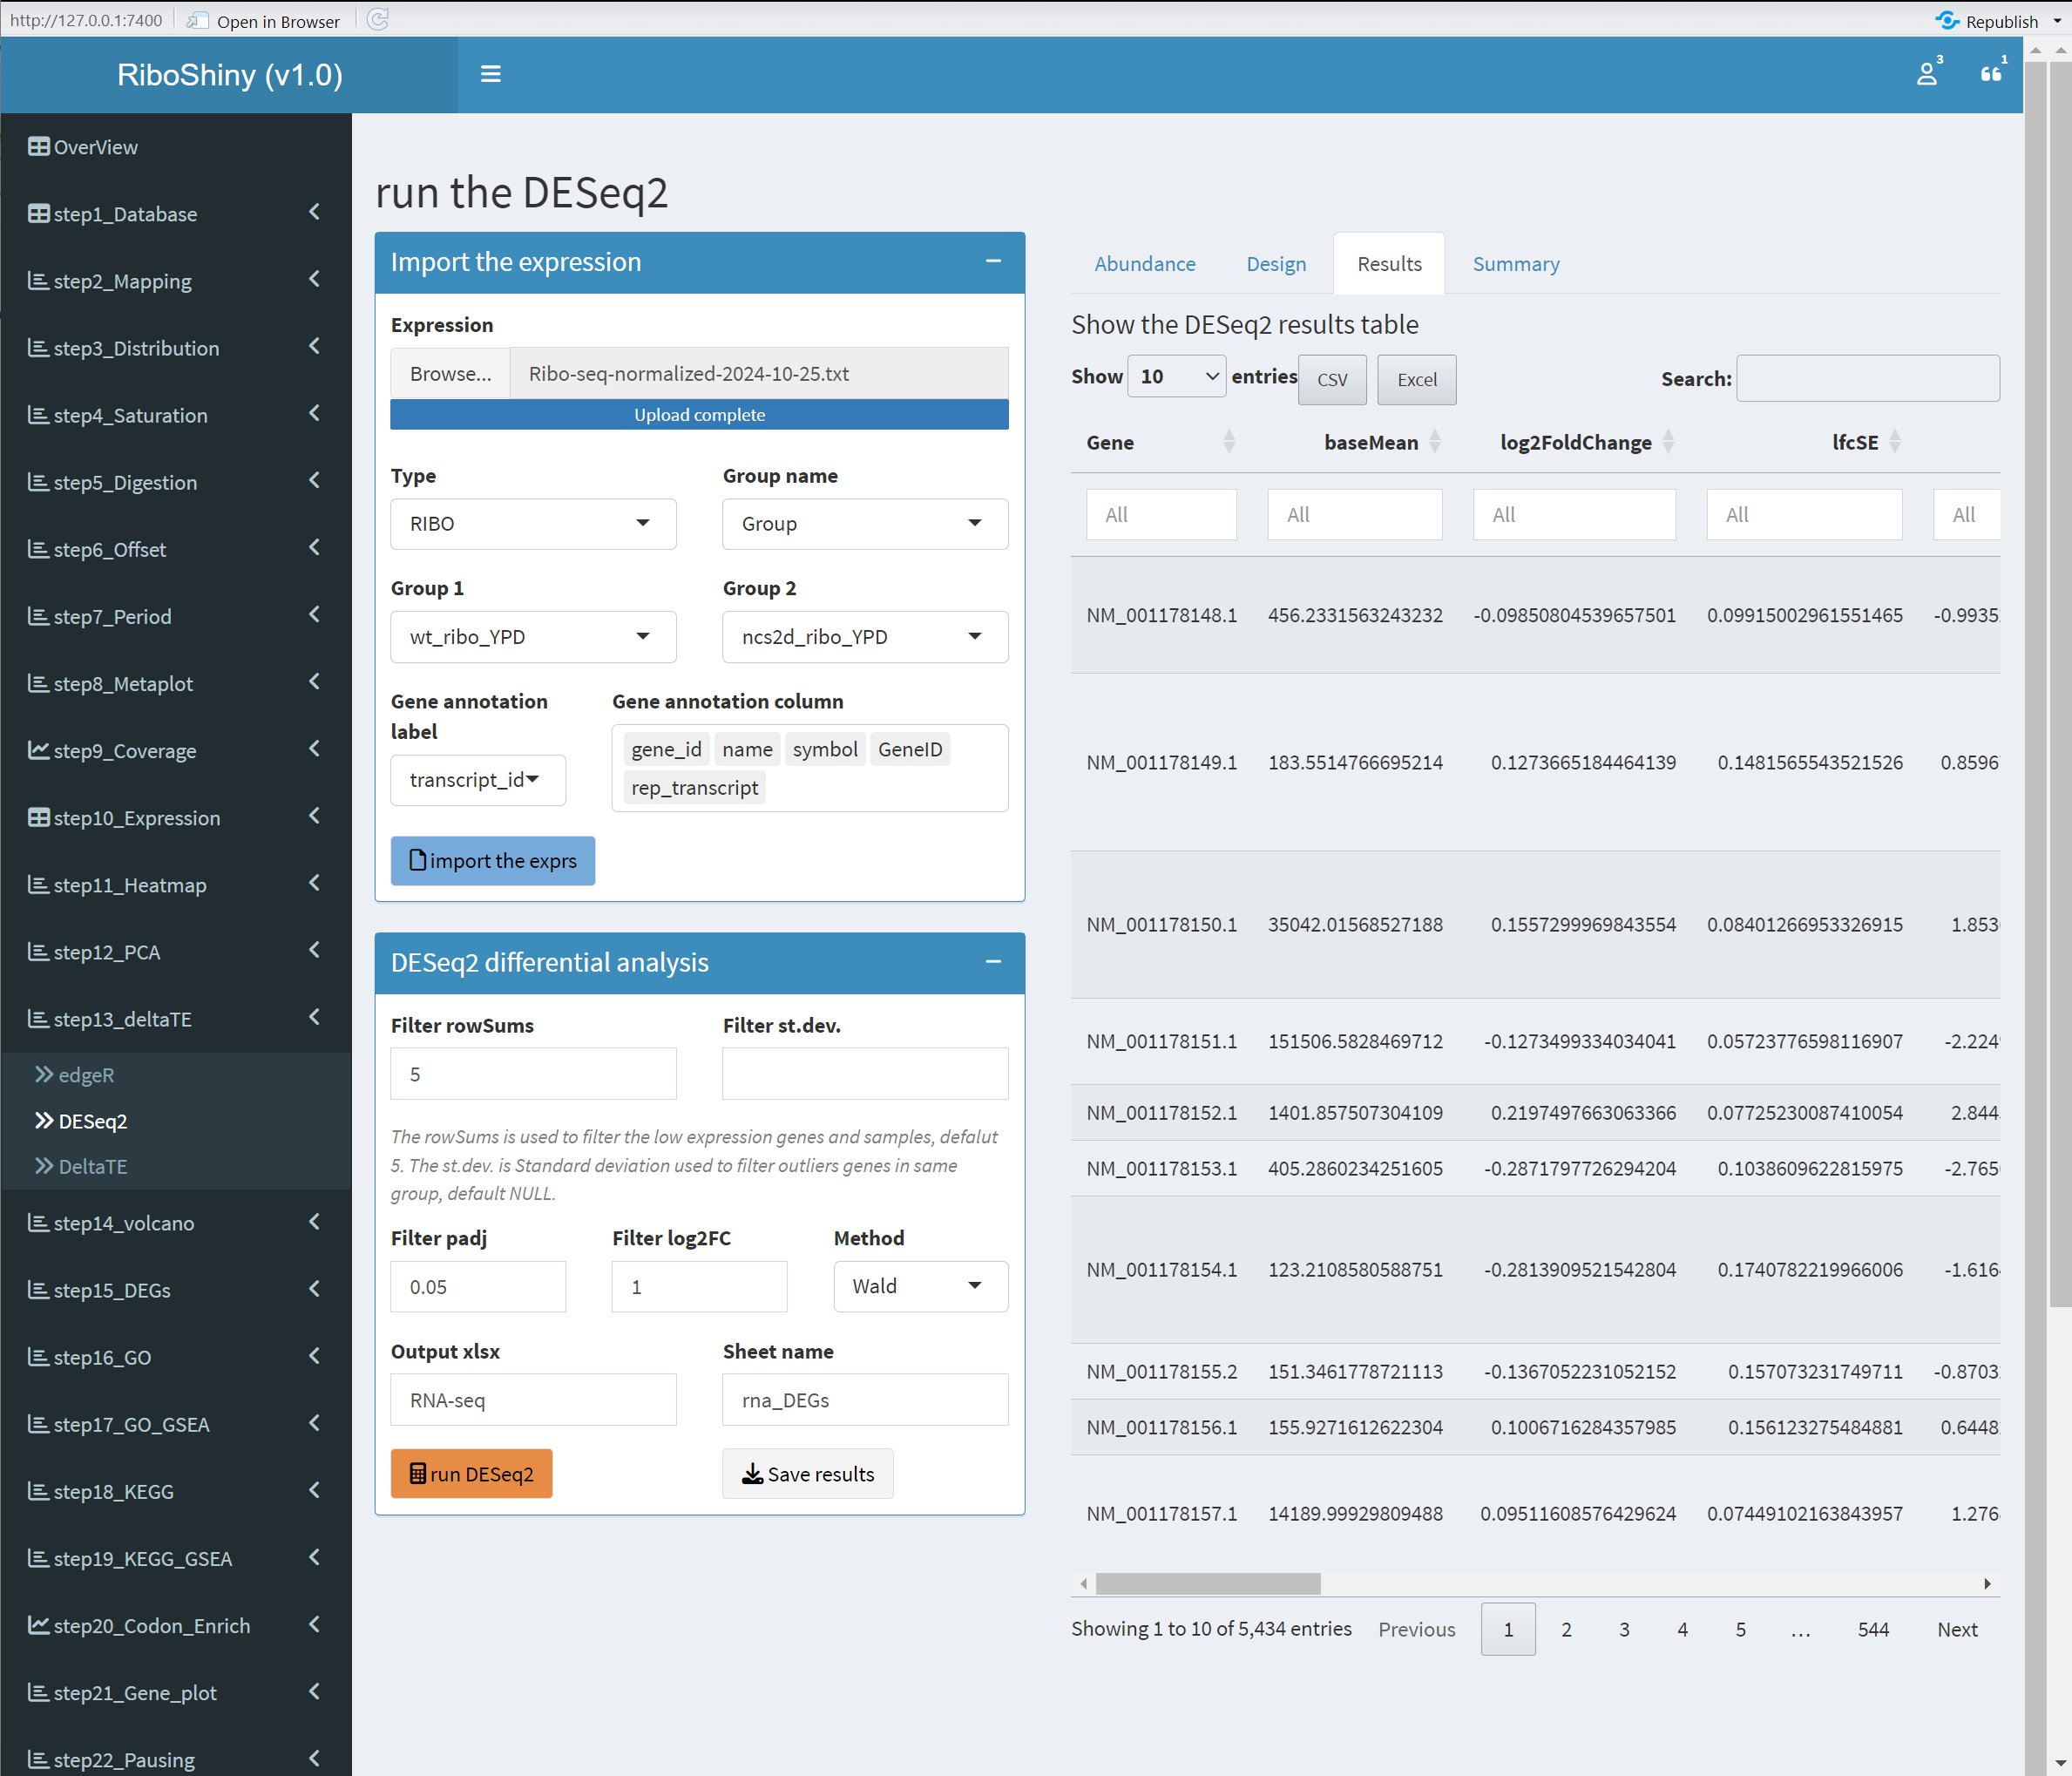 http://127.0.0.1:7400 Open in Browser Republish
RiboShiny (v1.0) 3 1
OverView
step1_Database
step2_Mapping
step3_Distribution
step4_Saturation
step5_Digestion
step6_Offset
step7_Period
step8_Metaplot
step9_Coverage
step10_Expression
step11_Heatmap
step12_PCA
step13_deltaTE
edgeR
DESeq2
DeltaTE
step14_volcano
step15_DEGs
step16_GO
step17_GO_GSEA
step18_KEGG
step19_KEGG_GSEA
step20_Codon_Enrich
step21_Gene_plot
step22_Pausing
run the DESeq2
Import the expression
Expression
Browse... Ribo-seq-normalized-2024-10-25.txt
Upload complete
Type Group name
RIBO Group
Group 1 Group 2
wt_ribo_YPD ncs2d_ribo_YPD
Gene annotation label
transcript_id
Gene annotation column
gene_id name symbol GeneID
rep_transcript
import the exprs
DESeq2 differential analysis
Filter rowSums Filter st.dev.
5
The rowSums is used to filter the low expression genes and samples, defalut
5. The st.dev. is Standard deviation used to filter outliers genes in same
group, default NULL.
Filter padj Filter log2FC Method
0.05 1 Wald
Output xlsx Sheet name
RNA-seq rna_DEGs
run DESeq2 Save results
Abundance Design Results Summary
Show the DESeq2 results table
Show 10 entries CSV Excel Search:
Gene baseMean log2FoldChange lfcSE
All All All All All
NM_001178148.1 456.2331563243232 -0.09850804539657501 0.09915002961551465 -0.9935
NM_001178149.1 183.5514766695214 0.1273665184464139 0.1481565543521526 0.8596
NM_001178150.1 35042.01568527188 0.1557299969843554 0.08401266953326915 1.853
NM_001178151.1 151506.5828469712 -0.1273499334034041 0.05723776598116907 -2.224
NM_001178152.1 1401.857507304109 0.2197497663063366 0.07725230087410054 2.844
NM_001178153.1 405.2860234251605 -0.2871797726294204 0.1038609622815975 -2.765
NM_001178154.1 123.2108580588751 -0.2813909521542804 0.1740782219966006 -1.616
NM_001178155.2 151.3461778721113 -0.1367052231052152 0.157073231749711 -0.8703
NM_001178156.1 155.9271612622304 0.1006716284357985 0.156123275484881 0.6448
NM_001178157.1 14189.99929809488 0.09511608576429624 0.07449102163843957 1.276
Showing 1 to 10 of 5,434 entries Previous 1 2 3 4 5 … 544 Next